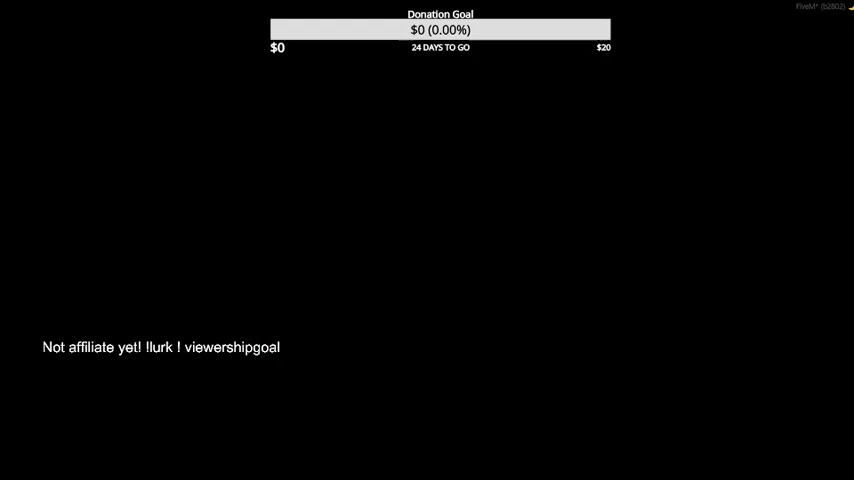 FiveM* (b2802)
Donation Goal
$0 (0.00%)
$0 24 DAYS TO GO $20
Not affiliate yet! !lurk ! viewershipgoal